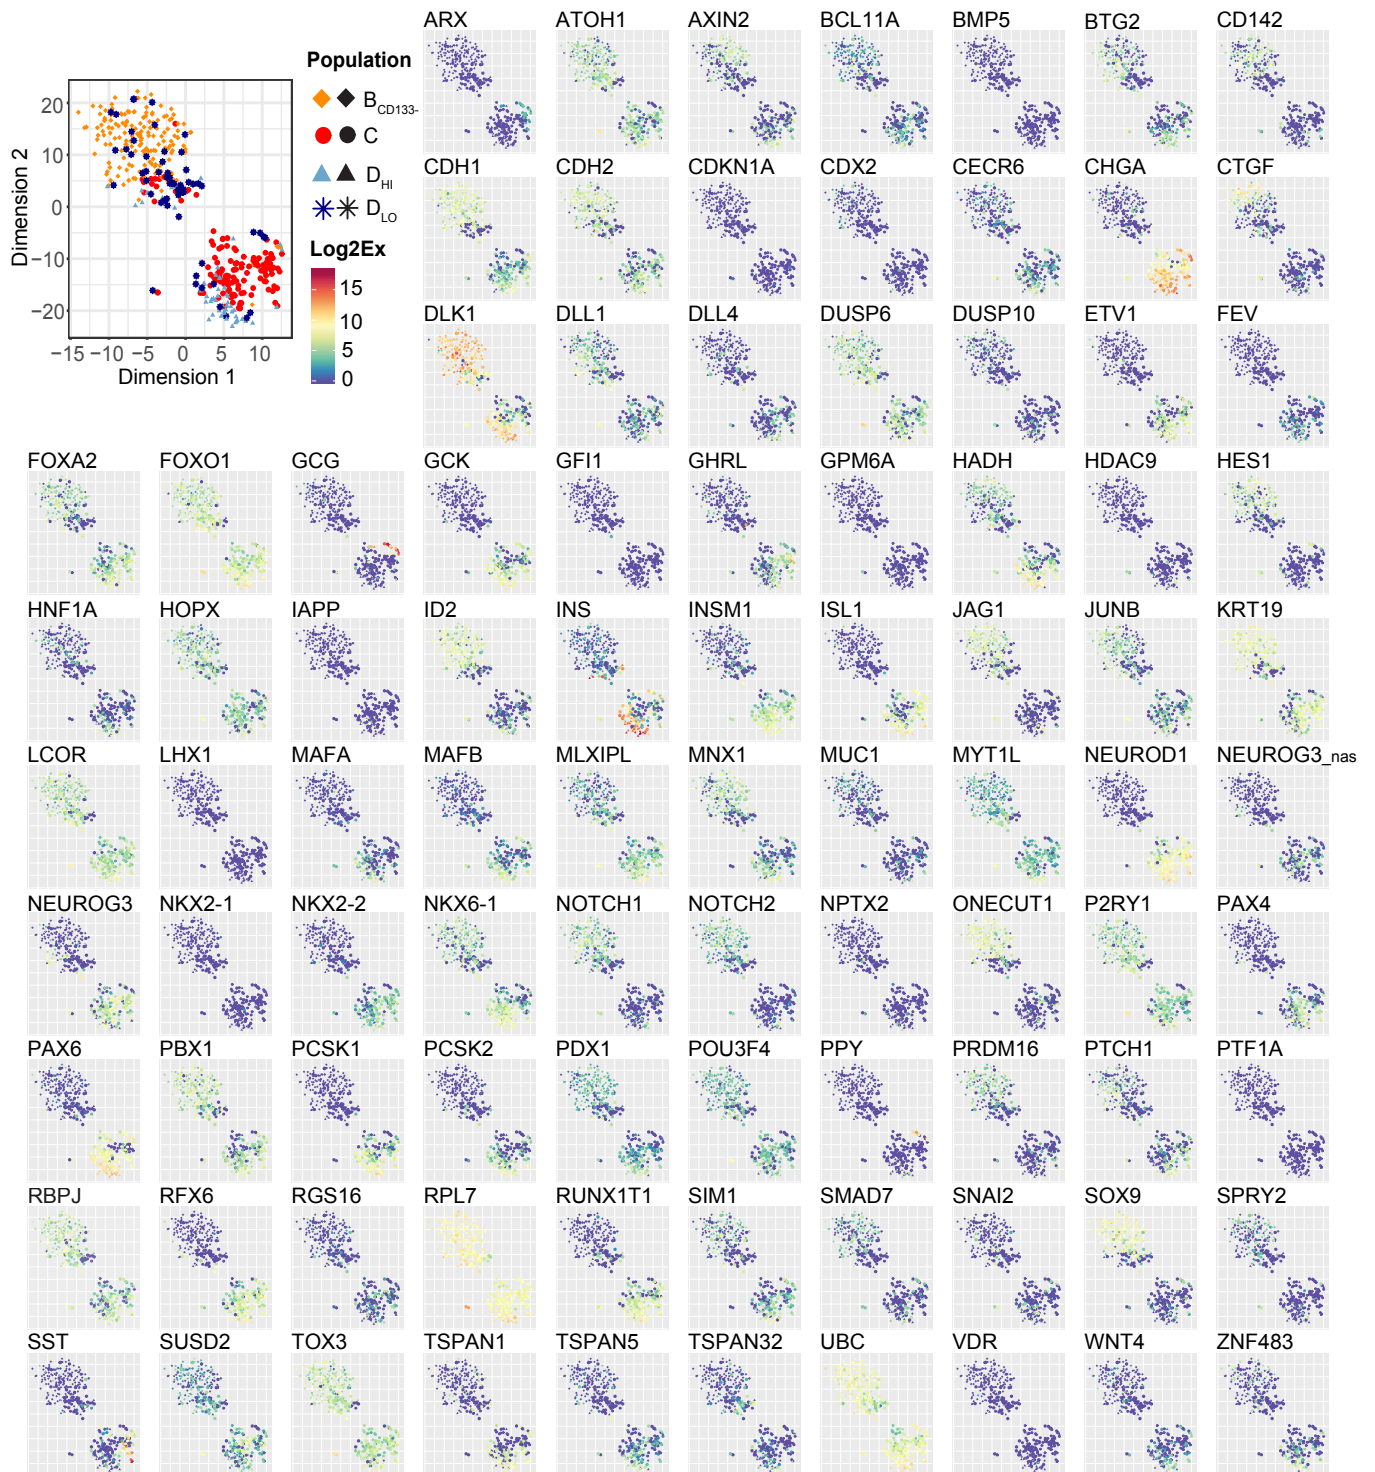 ARX ATOH1 AXIN2 BCL11A BMP5 BTG2 CD142
Population
B CD133-
C
D HI
D LO
Log2Ex
15
10
5
0
Dimension 2
20
10
0
−10
−20
−15 −10 −5 0 5 10
Dimension 1
CDH1 CDH2 CDKN1A CDX2 CECR6 CHGA CTGF
DLK1 DLL1 DLL4 DUSP6 DUSP10 ETV1 FEV
FOXA2 FOXO1 GCG GCK GFI1 GHRL GPM6A HADH HDAC9 HES1
HNF1A HOPX IAPP ID2 INS INSM1 ISL1 JAG1 JUNB KRT19
LCOR LHX1 MAFA MAFB MLXIPL MNX1 MUC1 MYT1L NEUROD1 NEUROG3_nas
NEUROG3 NKX2-1 NKX2-2 NKX6-1 NOTCH1 NOTCH2 NPTX2 ONECUT1 P2RY1 PAX4
PAX6 PBX1 PCSK1 PCSK2 PDX1 POU3F4 PPY PRDM16 PTCH1 PTF1A
RBPJ RFX6 RGS16 RPL7 RUNX1T1 SIM1 SMAD7 SNAI2 SOX9 SPRY2
SST SUSD2 TOX3 TSPAN1 TSPAN5 TSPAN32 UBC VDR WNT4 ZNF483